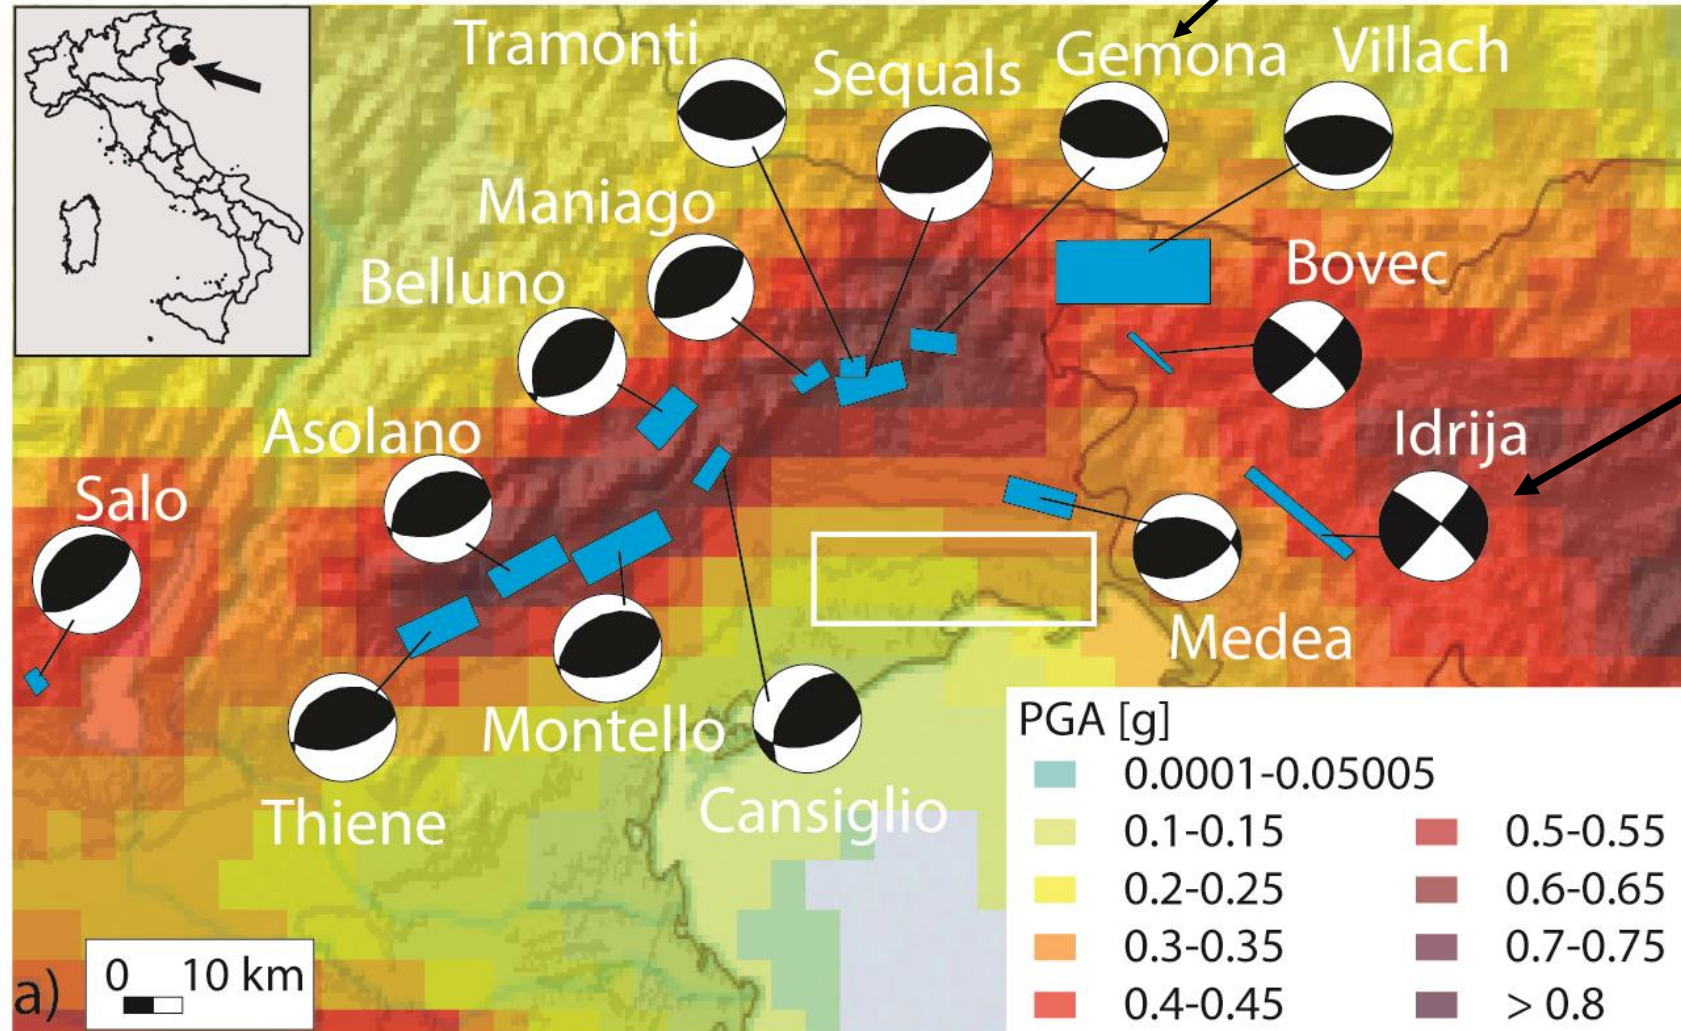 Tramonti
Sequals
Gemona
Villach
Maniago
Belluno
Bovec
Asolano
Idrija
Salo
Medea
Montello
Thiene
Cansiglio
PGA [g]
0.0001-0.05005
0.1-0.15
0.5-0.55
0.2-0.25
0.6-0.65
0.3-0.35
0.7-0.75
0.4-0.45
> 0.8
a)
0 10 km